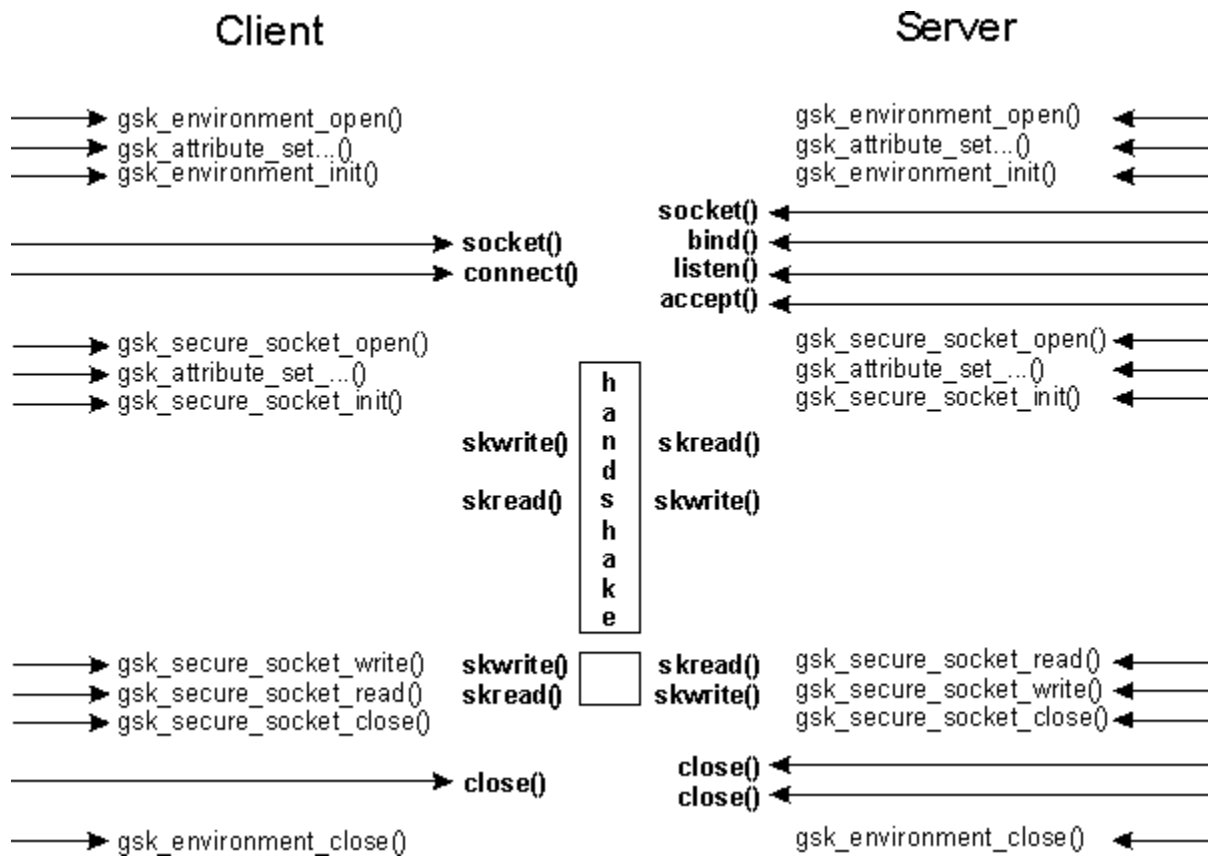 Client Server
gsk_environment_open() gsk_environment_open()
gsk_attribute_set...() gsk_attribute_set...()
gsk_environment_init() gsk_environment_init()
socket()
socket() bind()
connect() listen()
accept()
gsk_secure_socket_open() gsk_secure_socket_open()
gsk_attribute_set_...() gsk_attribute_set_...()
gsk_secure_socket_init() gsk_secure_socket_init()
handshake
skwrite() skread()
skread() skwrite()
gsk_secure_socket_write() skwrite() skread() gsk_secure_socket_read()
gsk_secure_socket_read() skread() skwrite() gsk_secure_socket_write()
gsk_secure_socket_close() gsk_secure_socket_close()
close()
close() close()
gsk_environment_close() gsk_environment_close()